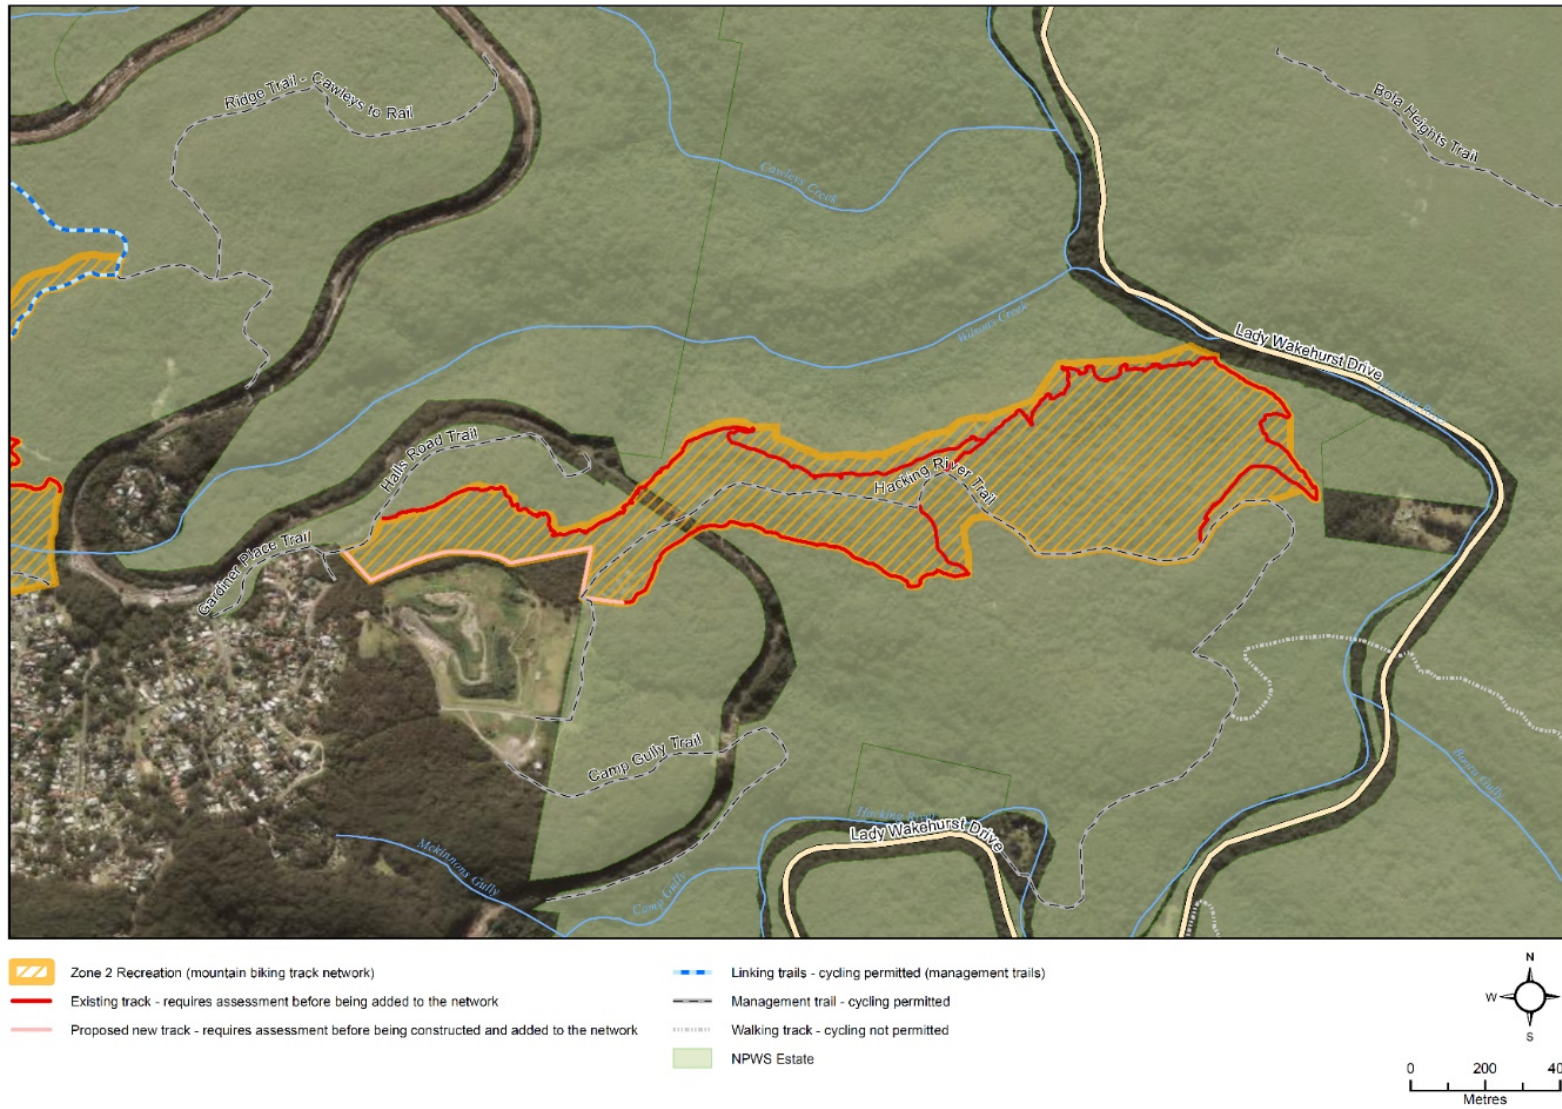 Ridge Trail - Cawleys to Rail
Bola Heights Trail
Cawleys Creek
Wilsons Creek
Lady Wakehurst Drive
Halls Road Trail
Hacking River Trail
Gardiner Place Trail
Camp Gully Trail
Lady Wakehurst Drive
Mckinnons Gully
Camp Gully
Zone 2 Recreation (mountain biking track network)
Existing track - requires assessment before being added to the network
Proposed new track - requires assessment before being constructed and added to the network
Linking trails - cycling permitted (management trails)
Management trail - cycling permitted
Walking track - cycling not permitted
NPWS Estate
N
W
S
0 200 40
Metres